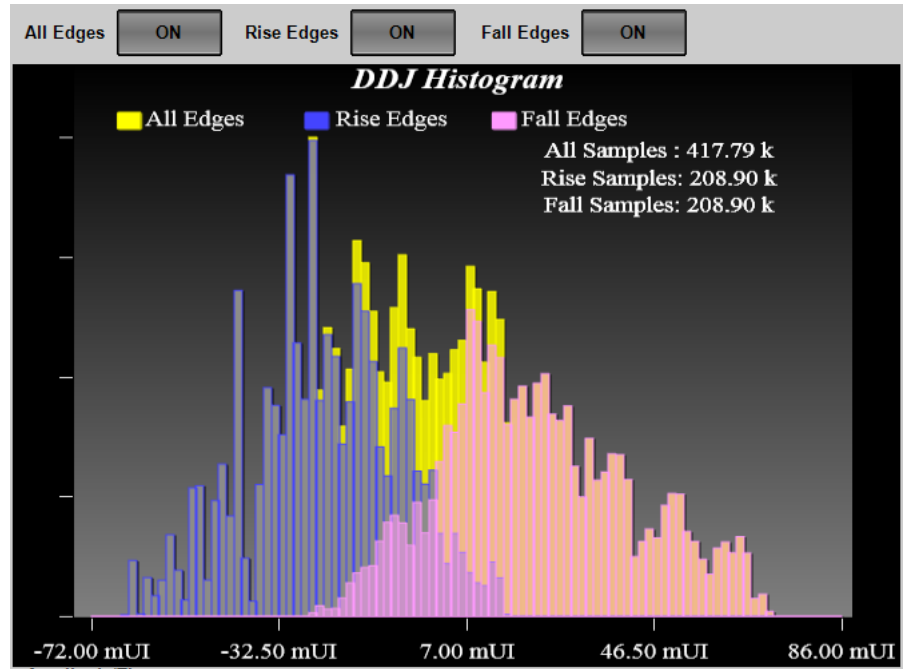 All Edges ON Rise Edges ON Fall Edges ON
DDJ Histogram
All Edges Rise Edges Fall Edges
All Samples : 417.79 k
Rise Samples: 208.90 k
Fall Samples: 208.90 k
-72.00 mUI -32.50 mUI 7.00 mUI 46.50 mUI 86.00 mUI